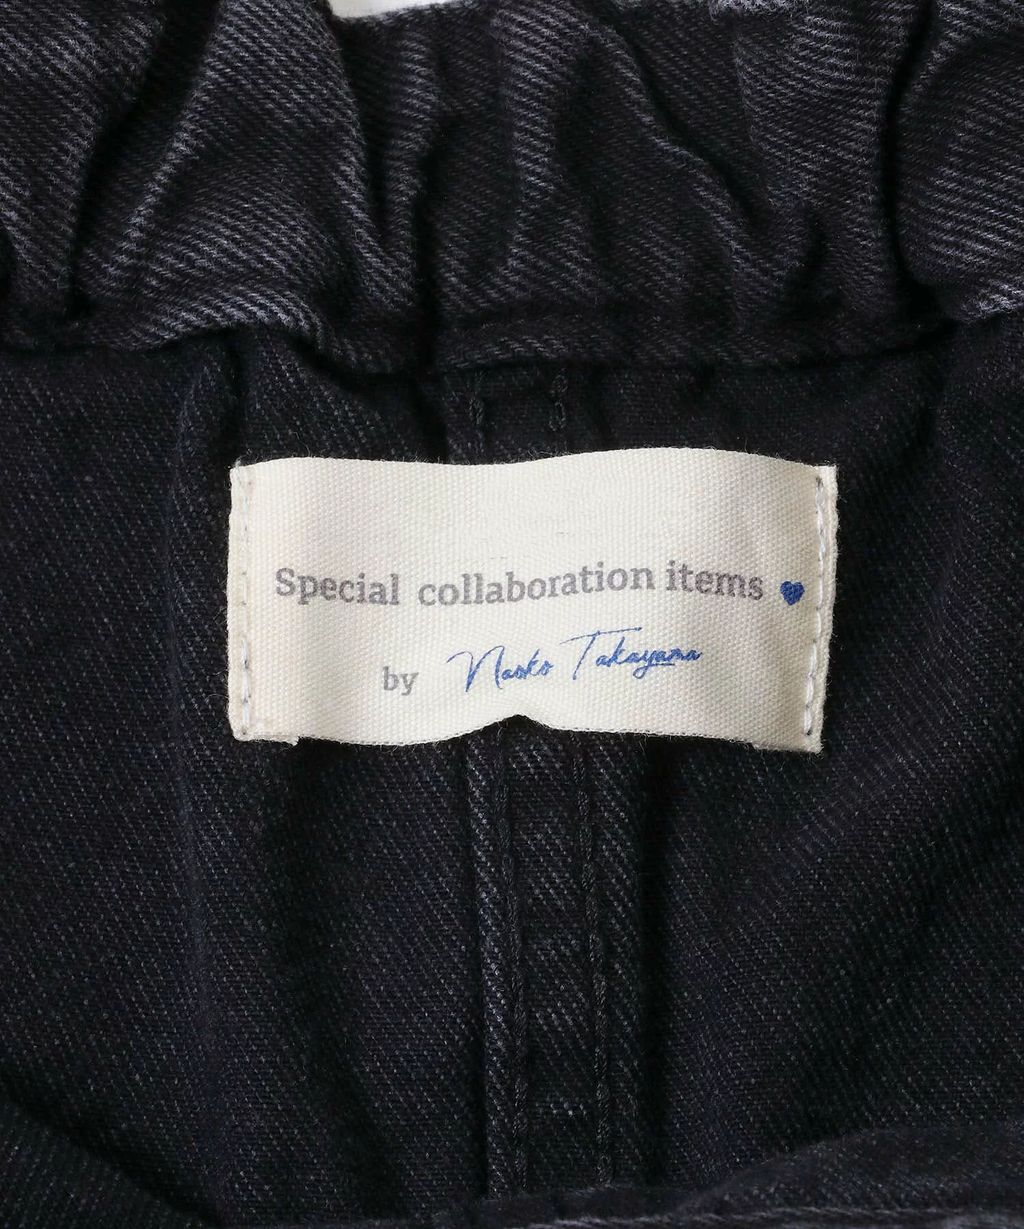 Special collaboration items
by Naoko Takayama